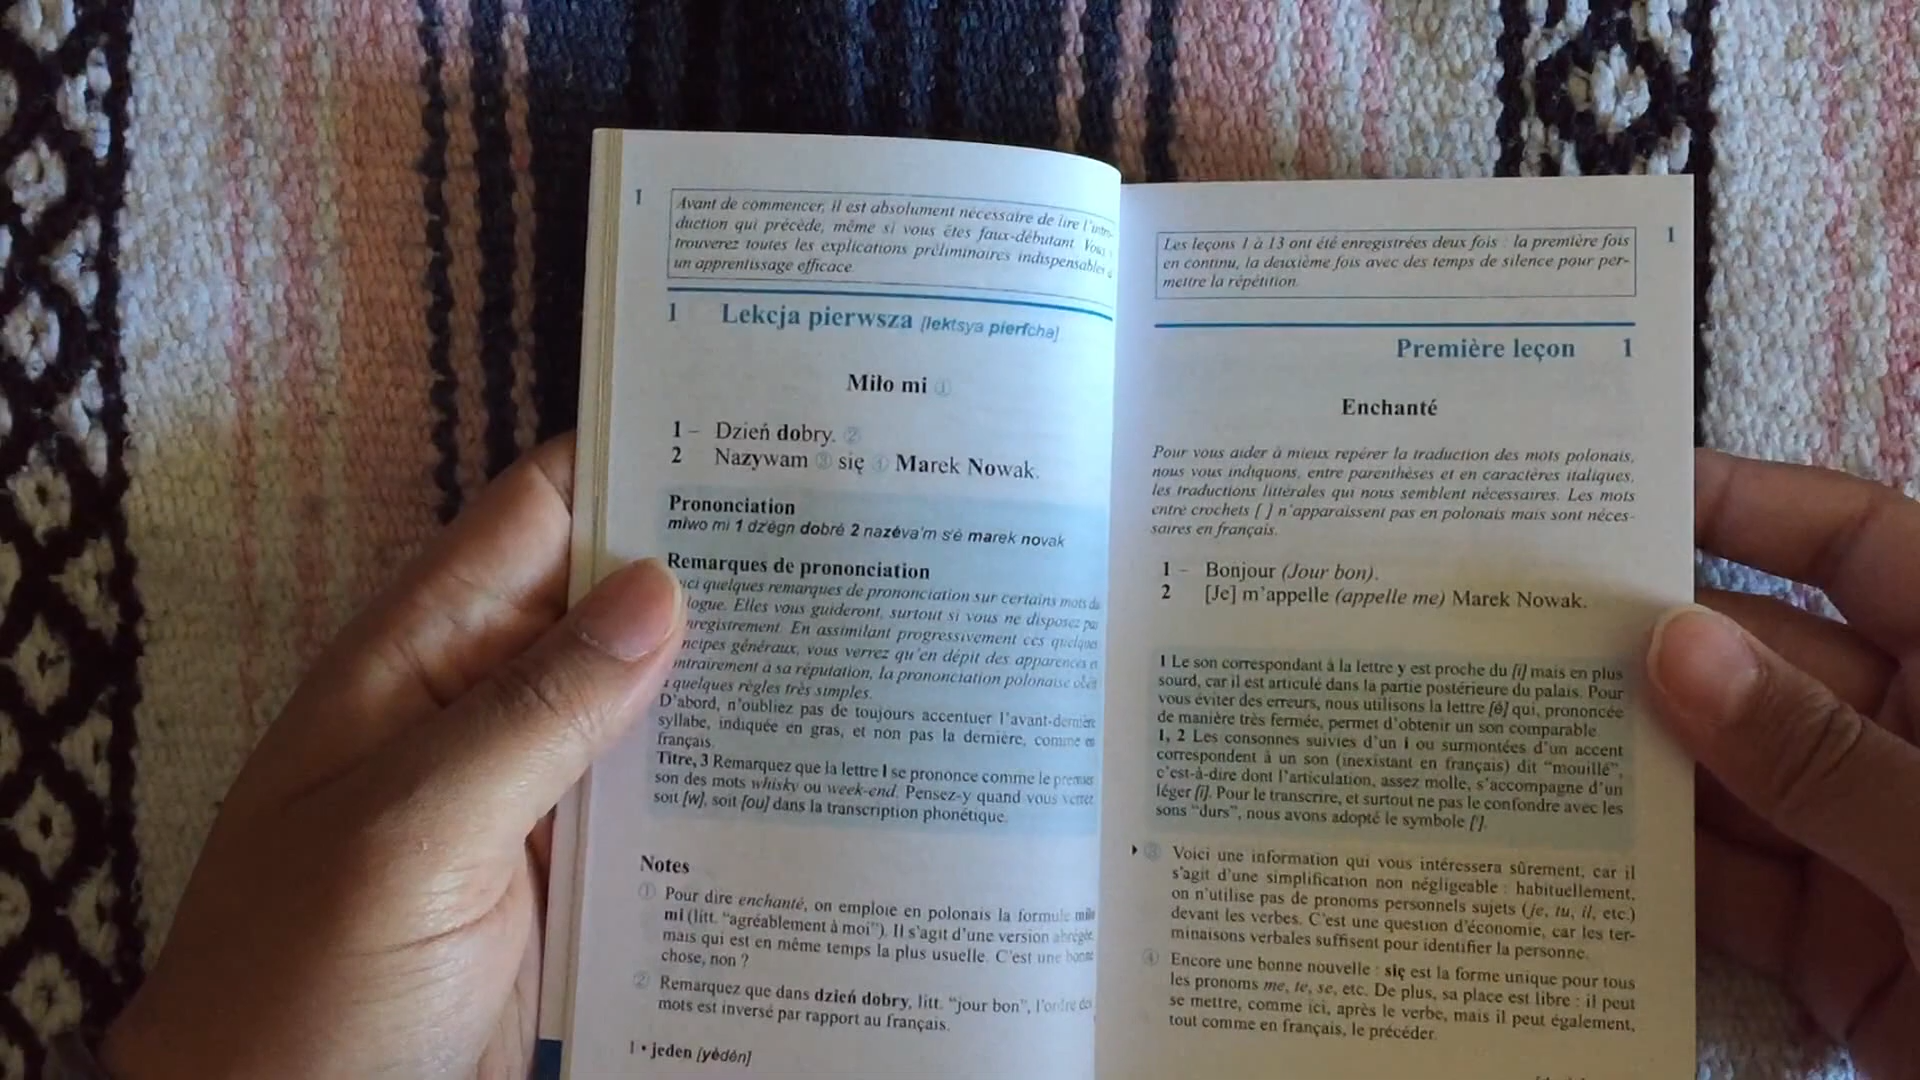 1
Avant de commencer, il est absolument nécessaire de lire l'intro-
duction qui précède, même si vous êtes faux-débutant. Vous y
trouverez toutes les explications préliminaires indispensables à
un apprentissage efficace.
1 Lekcja pierwsza [lektsya pierfcha]
Miło mi ①
1 – Dzień dobry. ②
2 Nazywam ③ się ④ Marek Nowak.
Prononciation
miwo mi 1 dz'égn dobré 2 nazéva'm s'é marek novak
Remarques de prononciation
ici quelques remarques de prononciation sur certains mots du
logue. Elles vous guideront, surtout si vous ne disposez pas
nregistrement. En assimilant progressivement ces quelques
ncipes généraux, vous verrez qu'en dépit des apparences et
ntrairement à sa réputation, la prononciation polonaise obéit
à quelques règles très simples.
D'abord, n'oubliez pas de toujours accentuer l'avant-dernière
syllabe, indiquée en gras, et non pas la dernière, comme en
français.
Titre, 3 Remarquez que la lettre ł se prononce comme le premier
son des mots whisky ou week-end. Pensez-y quand vous verrez
soit [w], soit [ou] dans la transcription phonétique.
Notes
① Pour dire enchanté, on emploie en polonais la formule miło
mi (litt. "agréablement à moi"). Il s'agit d'une version abrégée,
mais qui est en même temps la plus usuelle. C'est une bonne
chose, non ?
② Remarquez que dans dzień dobry, litt. "jour bon", l'ordre des
mots est inversé par rapport au français.
1 • jeden [yédén]
1
Les leçons 1 à 13 ont été enregistrées deux fois : la première fois
en continu, la deuxième fois avec des temps de silence pour per-
mettre la répétition.
Première leçon 1
Enchanté
Pour vous aider à mieux repérer la traduction des mots polonais,
nous vous indiquons, entre parenthèses et en caractères italiques,
les traductions littérales qui nous semblent nécessaires. Les mots
entre crochets [ ] n'apparaissent pas en polonais mais sont néces-
saires en français.
1 – Bonjour (Jour bon).
2 [Je] m'appelle (appelle me) Marek Nowak.
1 Le son correspondant à la lettre y est proche du [i] mais en plus
sourd, car il est articulé dans la partie postérieure du palais. Pour
vous éviter des erreurs, nous utilisons la lettre [é] qui, prononcée
de manière très fermée, permet d'obtenir un son comparable.
1, 2 Les consonnes suivies d'un i ou surmontées d'un accent
correspondent à un son (inexistant en français) dit "mouillé",
c'est-à-dire dont l'articulation, assez molle, s'accompagne d'un
léger [i]. Pour le transcrire, et surtout ne pas le confondre avec les
sons "durs", nous avons adopté le symbole ['].
③ Voici une information qui vous intéressera sûrement, car il
s'agit d'une simplification non négligeable : habituellement,
on n'utilise pas de pronoms personnels sujets (je, tu, il, etc.)
devant les verbes. C'est une question d'économie, car les ter-
minaisons verbales suffisent pour identifier la personne.
④ Encore une bonne nouvelle : się est la forme unique pour tous
les pronoms me, te, se, etc. De plus, sa place est libre : il peut
se mettre, comme ici, après le verbe, mais il peut également,
tout comme en français, le précéder.